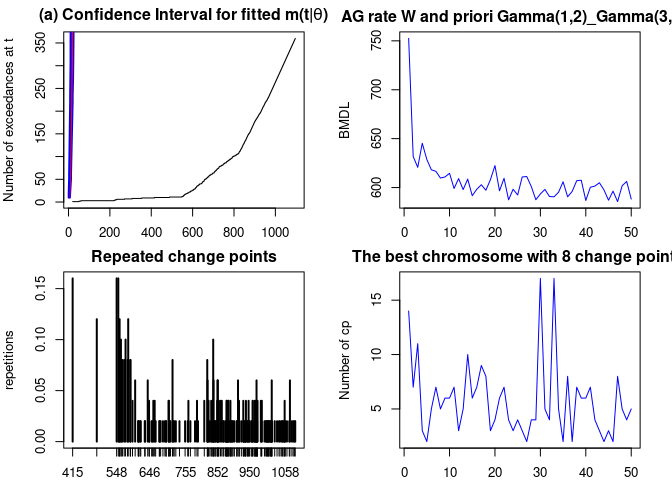 (a) Confidence Interval for fitted m(t|θ)
Number of exceedances at t
0 50 150 250 350
0 200 400 600 800 1000
AG rate W and priori Gamma(1,2)_Gamma(3,
BMDL
600 650 700 750
0 10 20 30 40 50
Repeated change points
repetitions
0.00 0.05 0.10 0.15
415 548 646 755 852 950 1058
The best chromosome with 8 change point
Number of cp
5 10 15
0 10 20 30 40 50